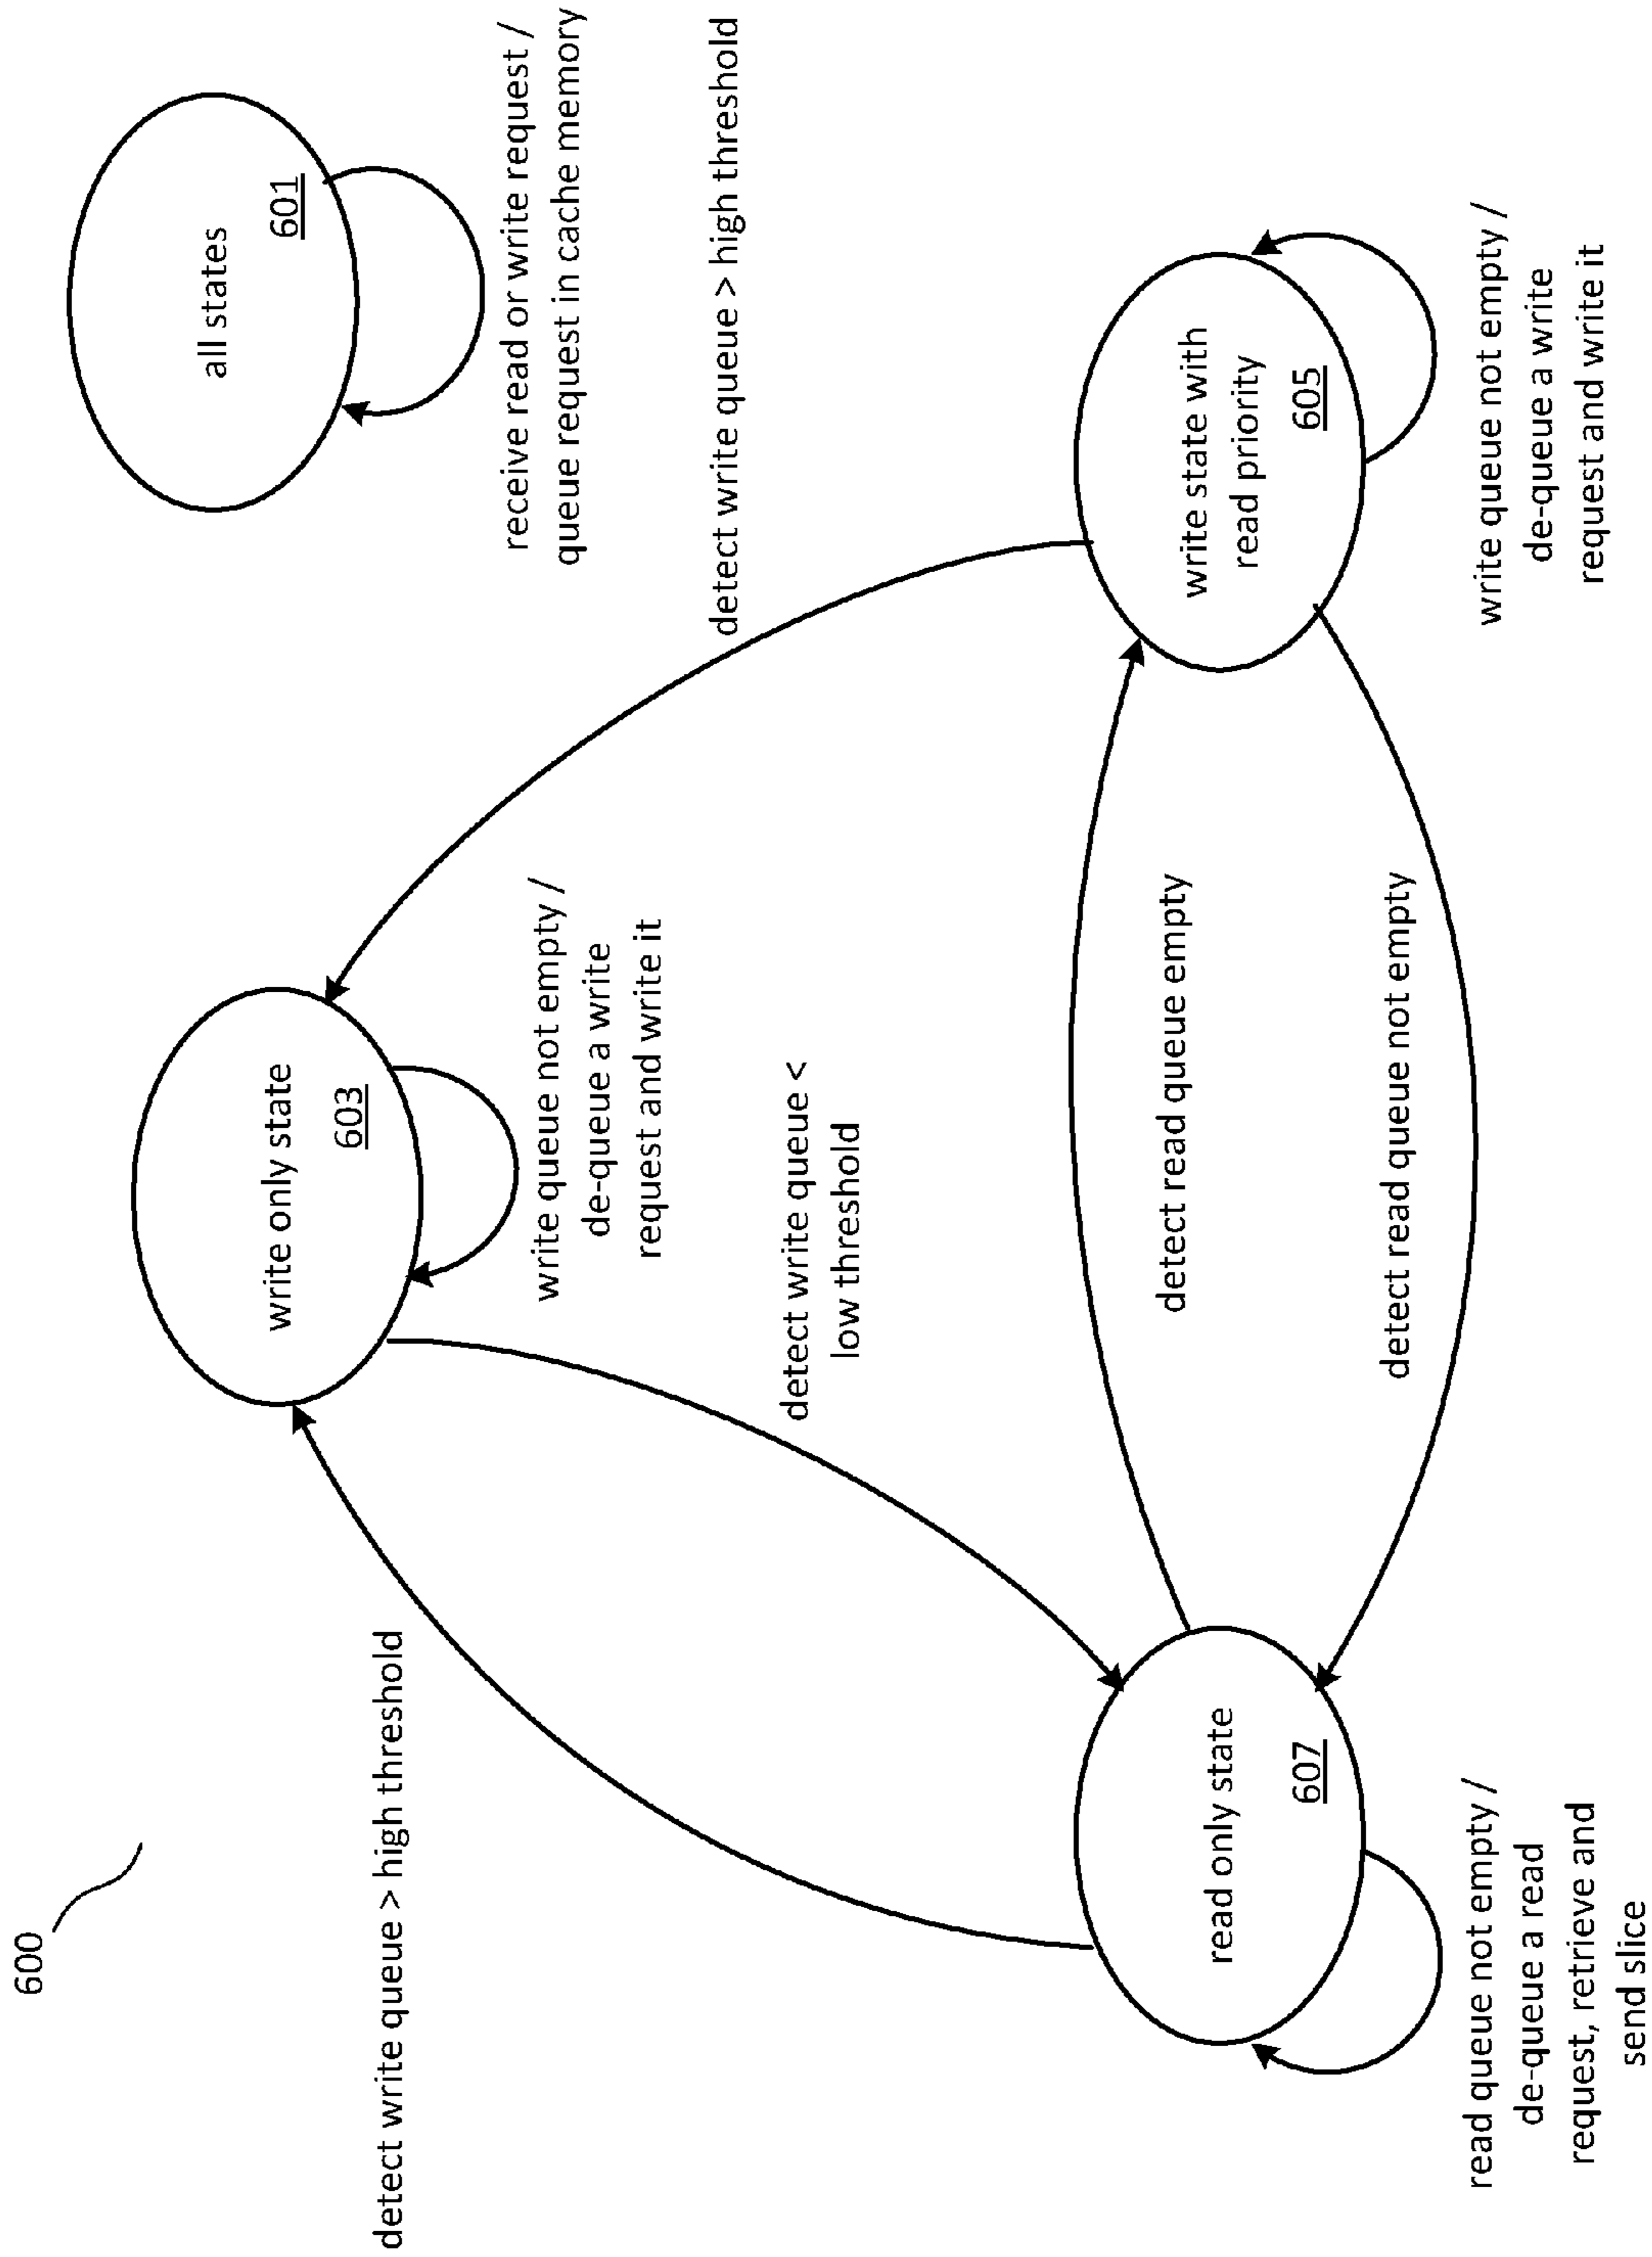 600
all states
601
receive read or write request /
queue request in cache memory
write only state
603
detect write queue > high threshold
write queue not empty /
de-queue a write
request and write it
detect write queue > high threshold
detect write queue <
low threshold
read only state
607
detect read queue empty
write state with
read priority
605
detect read queue not empty
read queue not empty /
de-queue a read
request, retrieve and
send slice
write queue not empty /
de-queue a write
request and write it